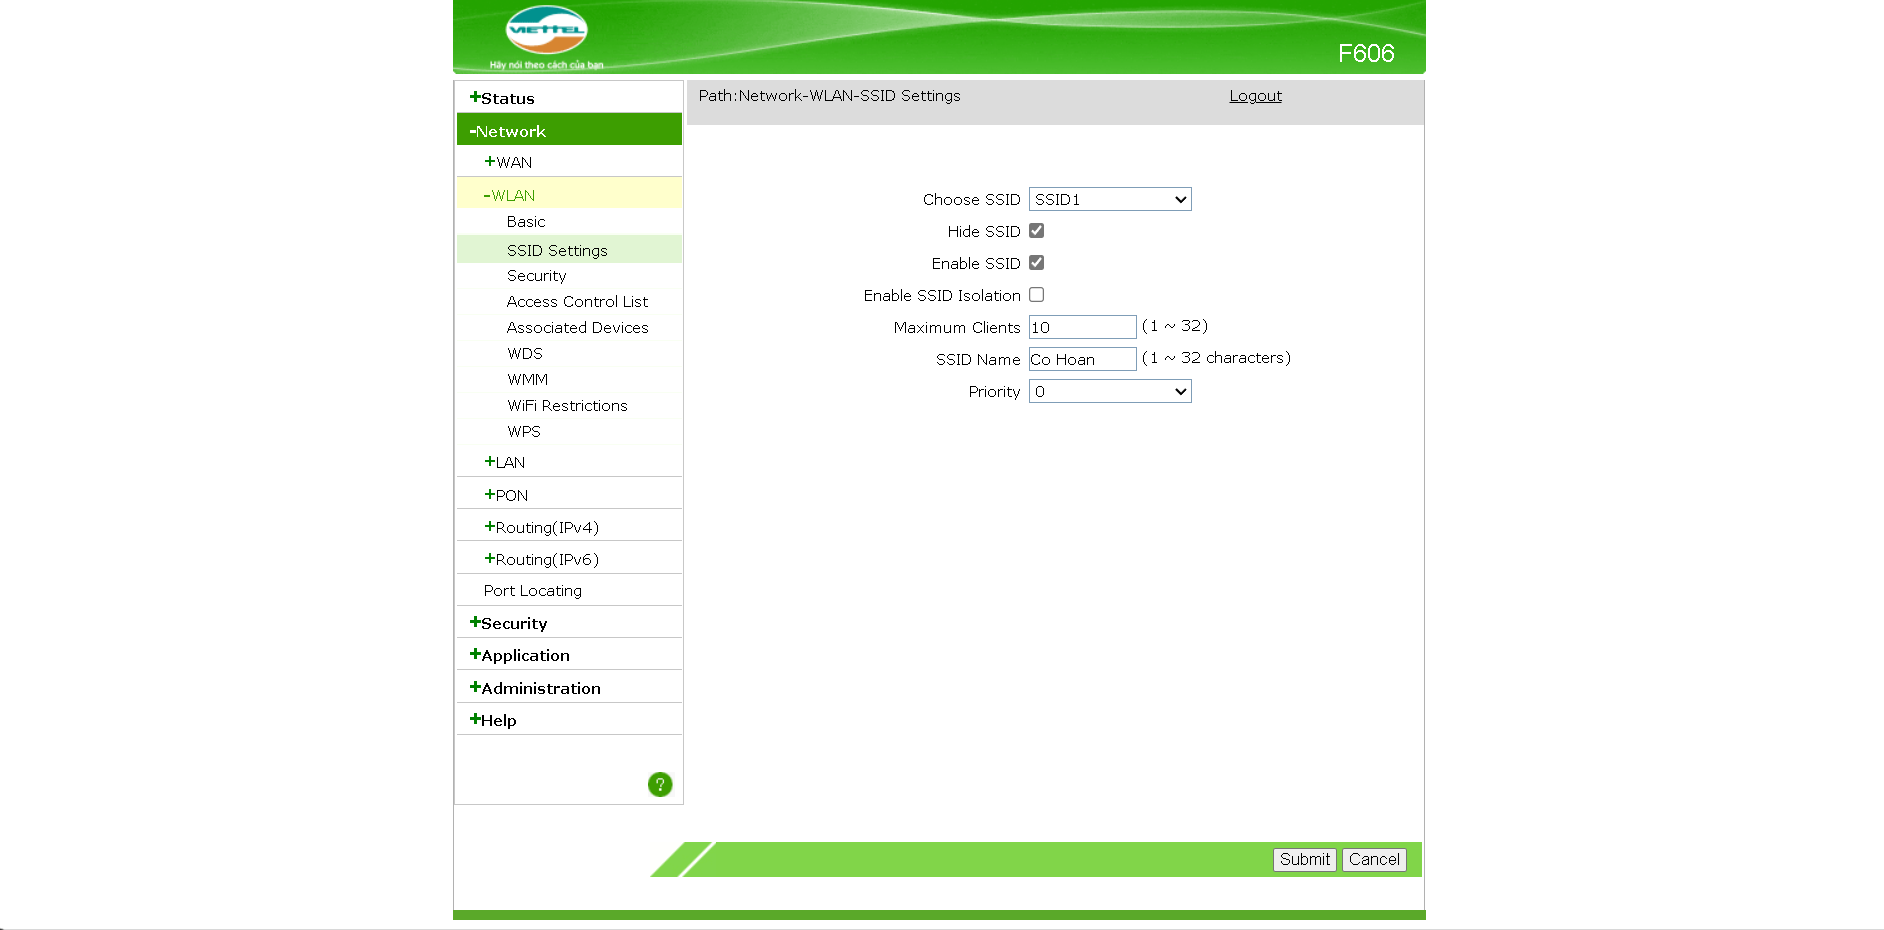 VIETTEL
Hãy nói theo cách của bạn
F606
+Status
-Network
+WAN
-WLAN
Basic
SSID Settings
Security
Access Control List
Associated Devices
WDS
WMM
WiFi Restrictions
WPS
+LAN
+PON
+Routing(IPv4)
+Routing(IPv6)
Port Locating
+Security
+Application
+Administration
+Help
?
Path:Network-WLAN-SSID Settings Logout
Choose SSID SSID1
Hide SSID
Enable SSID
Enable SSID Isolation
Maximum Clients 10 (1 ~ 32)
SSID Name Co Hoan (1 ~ 32 characters)
Priority 0
Submit Cancel